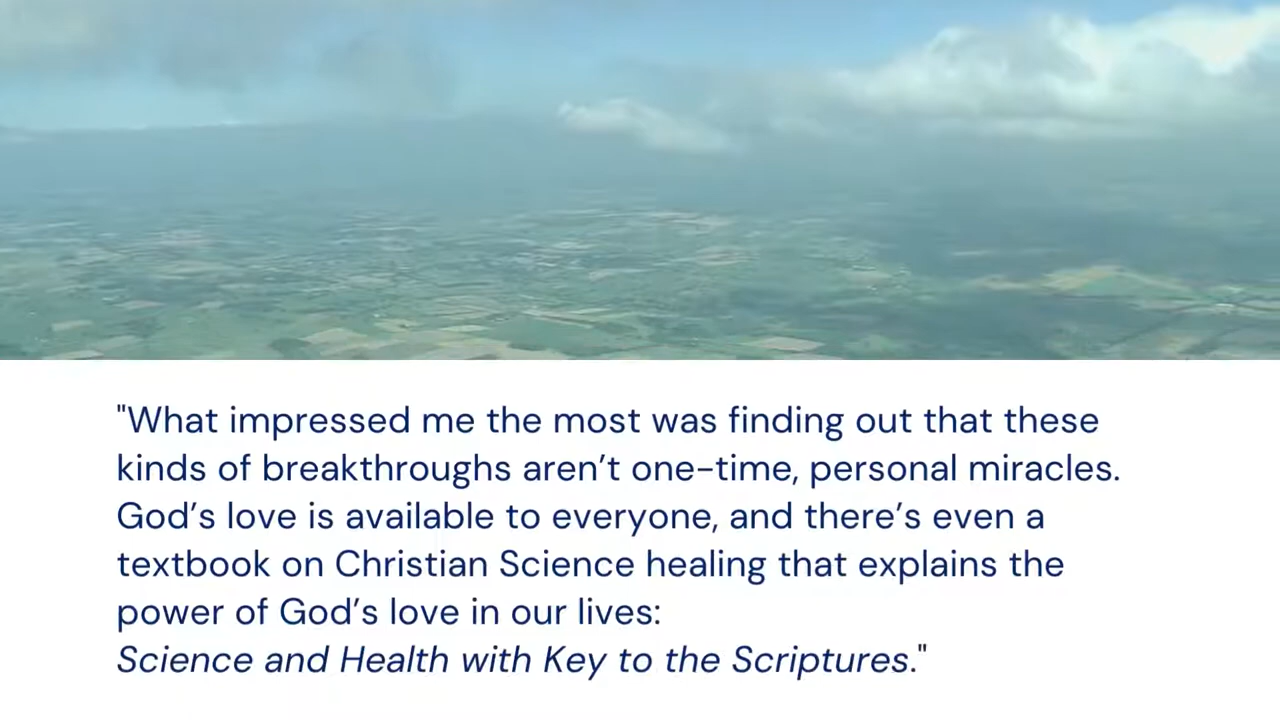 "What impressed me the most was finding out that these
kinds of breakthroughs aren’t one-time, personal miracles.
God’s love is available to everyone, and there’s even a
textbook on Christian Science healing that explains the
power of God’s love in our lives:
Science and Health with Key to the Scriptures."